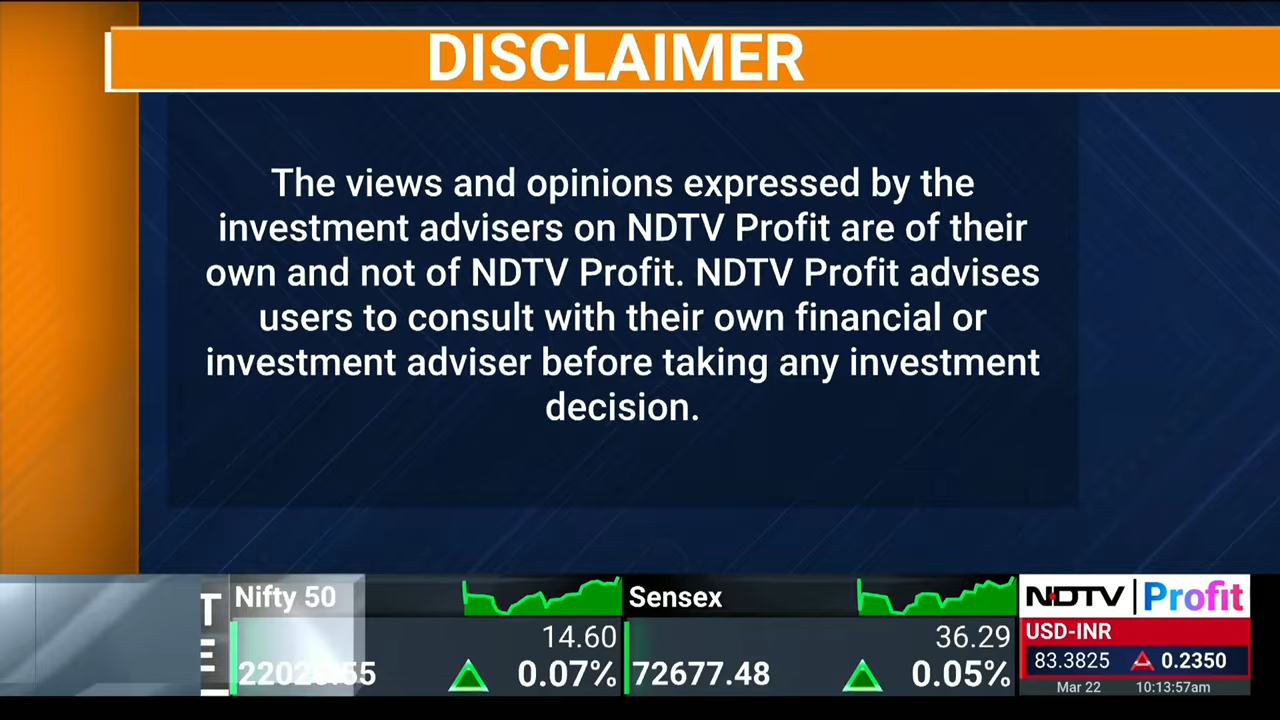 DISCLAIMER
The views and opinions expressed by the
investment advisers on NDTV Profit are of their
own and not of NDTV Profit. NDTV Profit advises
users to consult with their own financial or
investment adviser before taking any investment
decision.
T
E
Nifty 50
14.60
0.07%
Sensex
36.29
72677.48
0.05%
NDTV Profit
USD-INR
83.3825 0.2350
Mar 22 10:13:57am